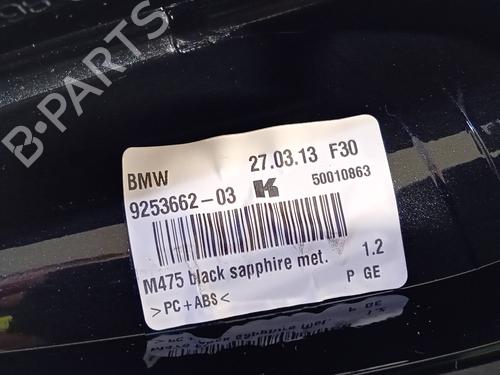 B-PARTS
BMW 27.03.13 F30
9253662-03 K 50010863
M475 black sapphire met. 1.2
>PC+ABS< P GE